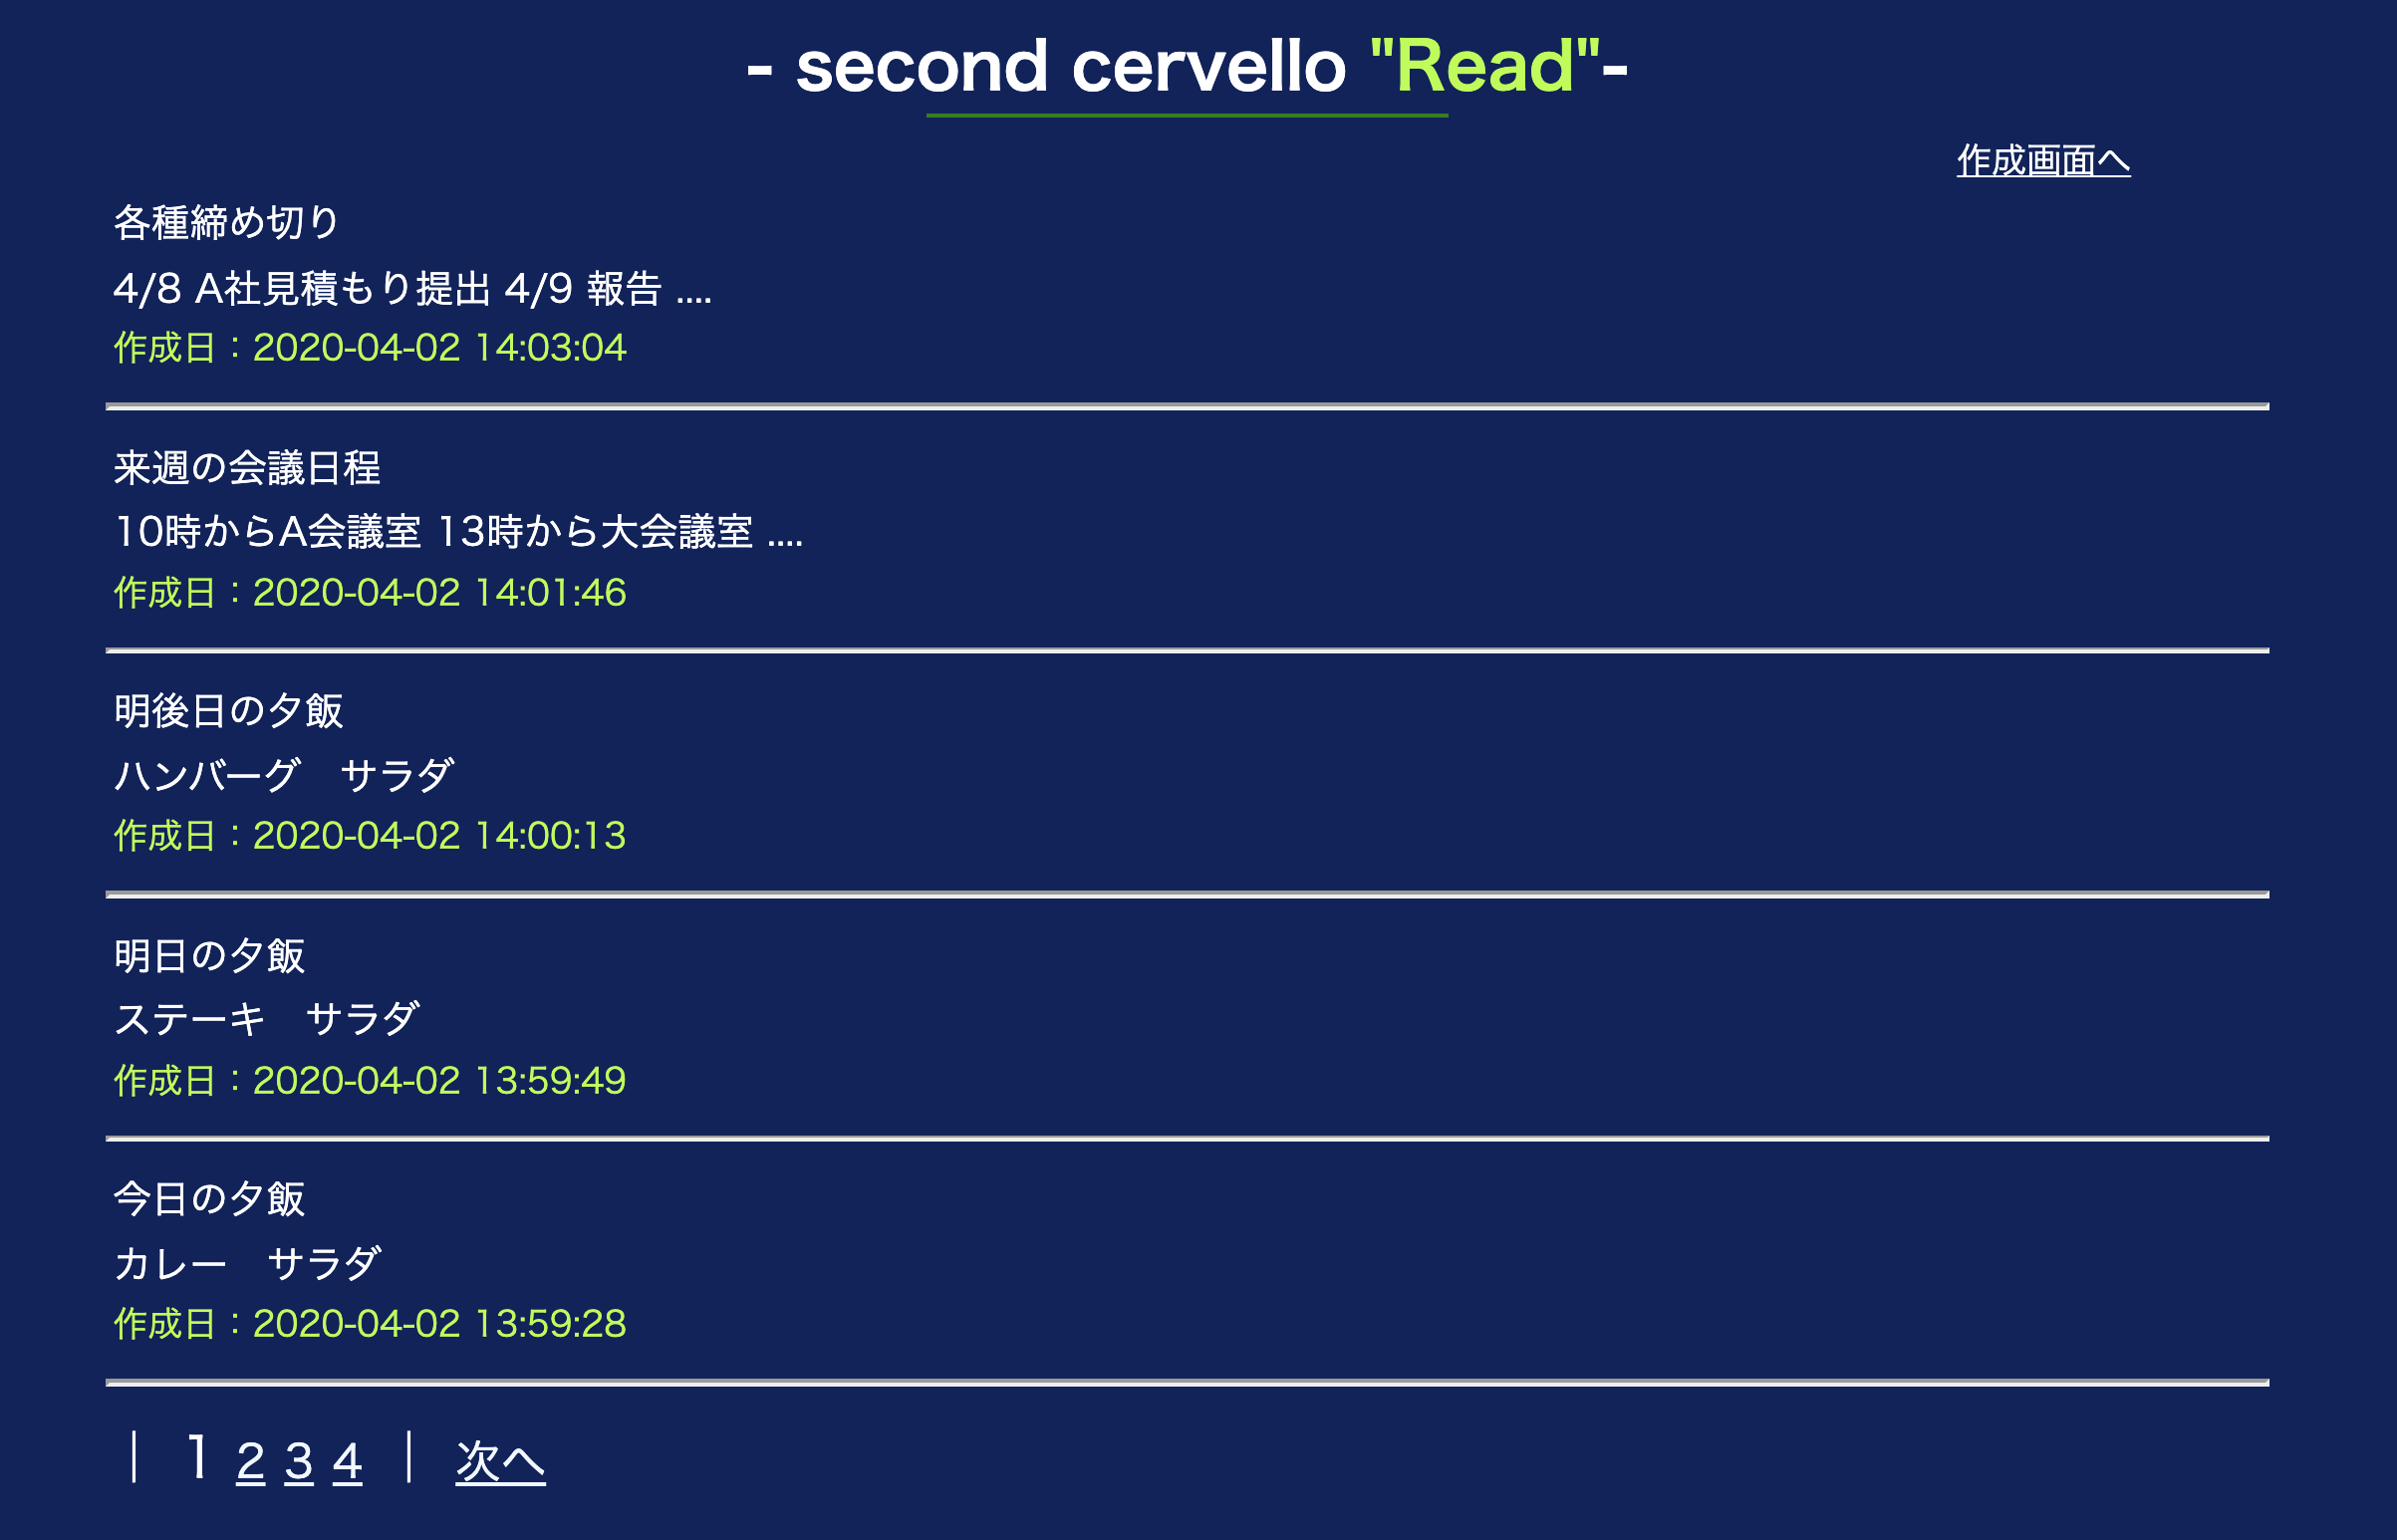 - second cervello "Read"-
作成画面へ
各種締め切り
4/8 A社見積もり提出 4/9 報告 ....
作成日：2020-04-02 14:03:04
来週の会議日程
10時からA会議室 13時から大会議室 ....
作成日：2020-04-02 14:01:46
明後日の夕飯
ハンバーグ　サラダ
作成日：2020-04-02 14:00:13
明日の夕飯
ステーキ　サラダ
作成日：2020-04-02 13:59:49
今日の夕飯
カレー　サラダ
作成日：2020-04-02 13:59:28
｜ 1 2 3 4 ｜ 次へ